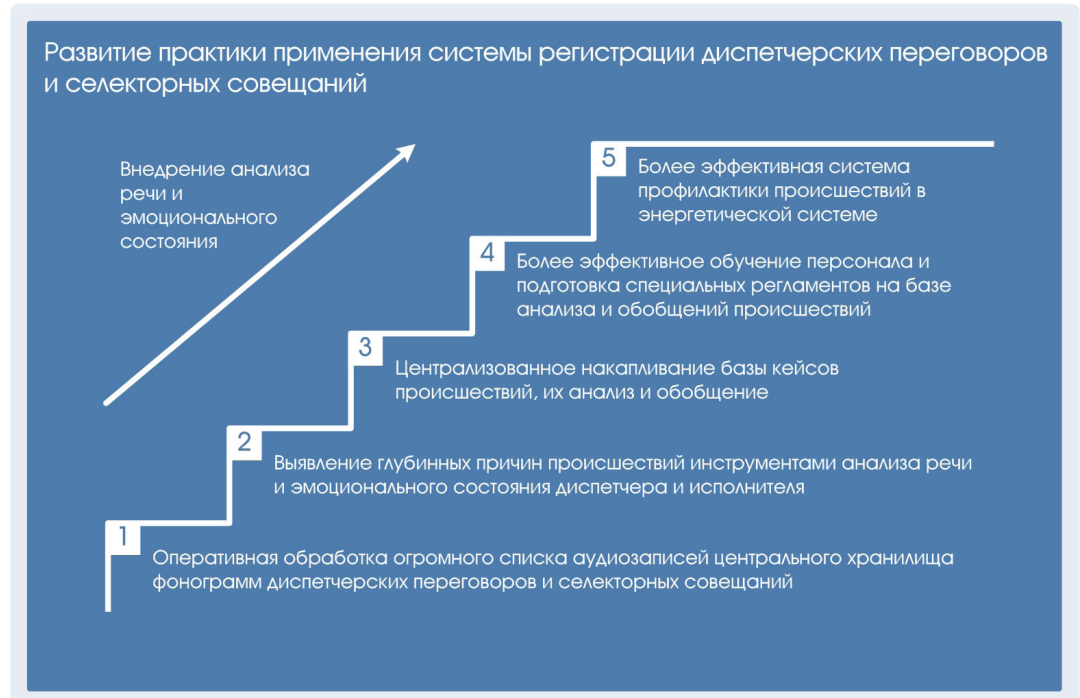 Развитие практики применения системы регистрации диспетчерских переговоров
и селекторных совещаний
Внедрение анализа
речи и
эмоционального
состояния
5
Более эффективная система
профилактики происшествий в
энергетической системе
4
Более эффективное обучение персонала и
подготовка специальных регламентов на базе
анализа и обобщений происшествий
3
Централизованное накапливание базы кейсов
происшествий, их анализ и обобщение
2
Выявление глубинных причин происшествий инструментами анализа речи
и эмоционального состояния диспетчера и исполнителя
1
Оперативная обработка огромного списка аудиозаписей центрального хранилища
фонограмм диспетчерских переговоров и селекторных совещаний